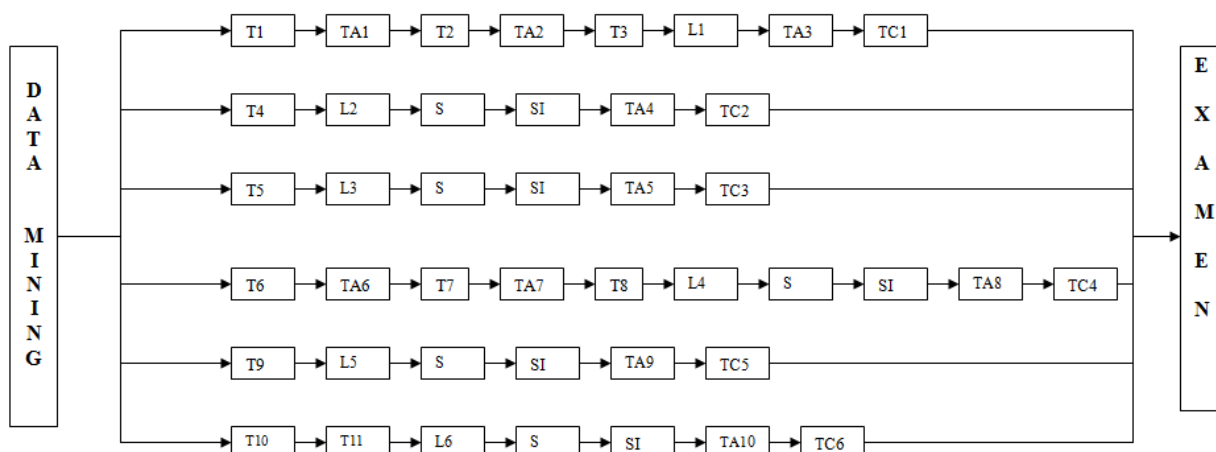 DATA MINING
T1 TA1 T2 TA2 T3 L1 TA3 TC1
T4 L2 S SI TA4 TC2
T5 L3 S SI TA5 TC3
T6 TA6 T7 TA7 T8 L4 S SI TA8 TC4
T9 L5 S SI TA9 TC5
T10 T11 L6 S SI TA10 TC6
EXAMEN